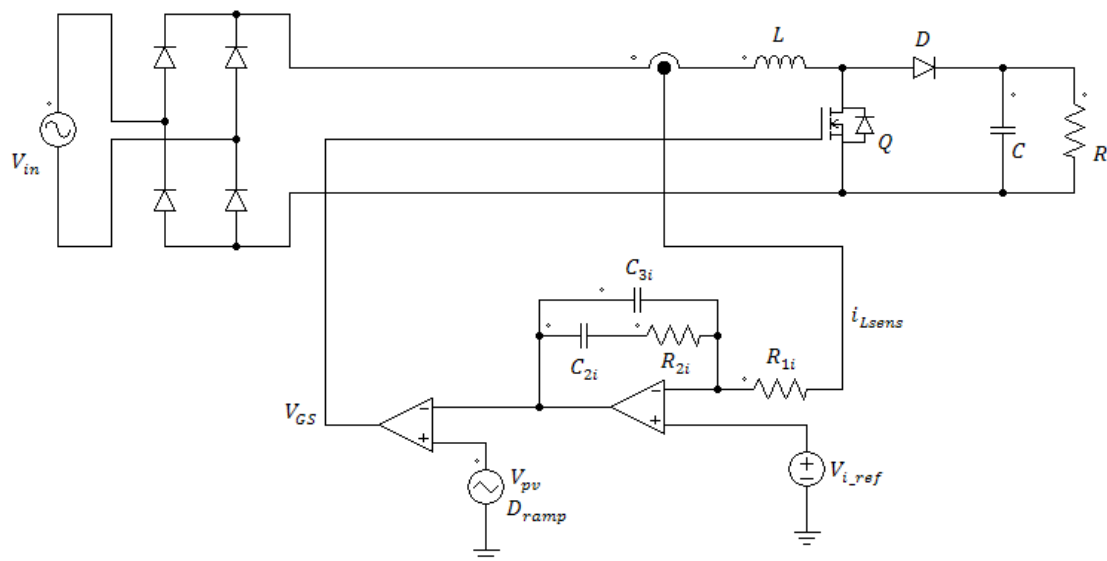 L
D
V_in
Q
C
R
C_3i
i_Lsens
C_2i
R_2i
R_1i
V_GS
V_pv
D_ramp
V_i_ref